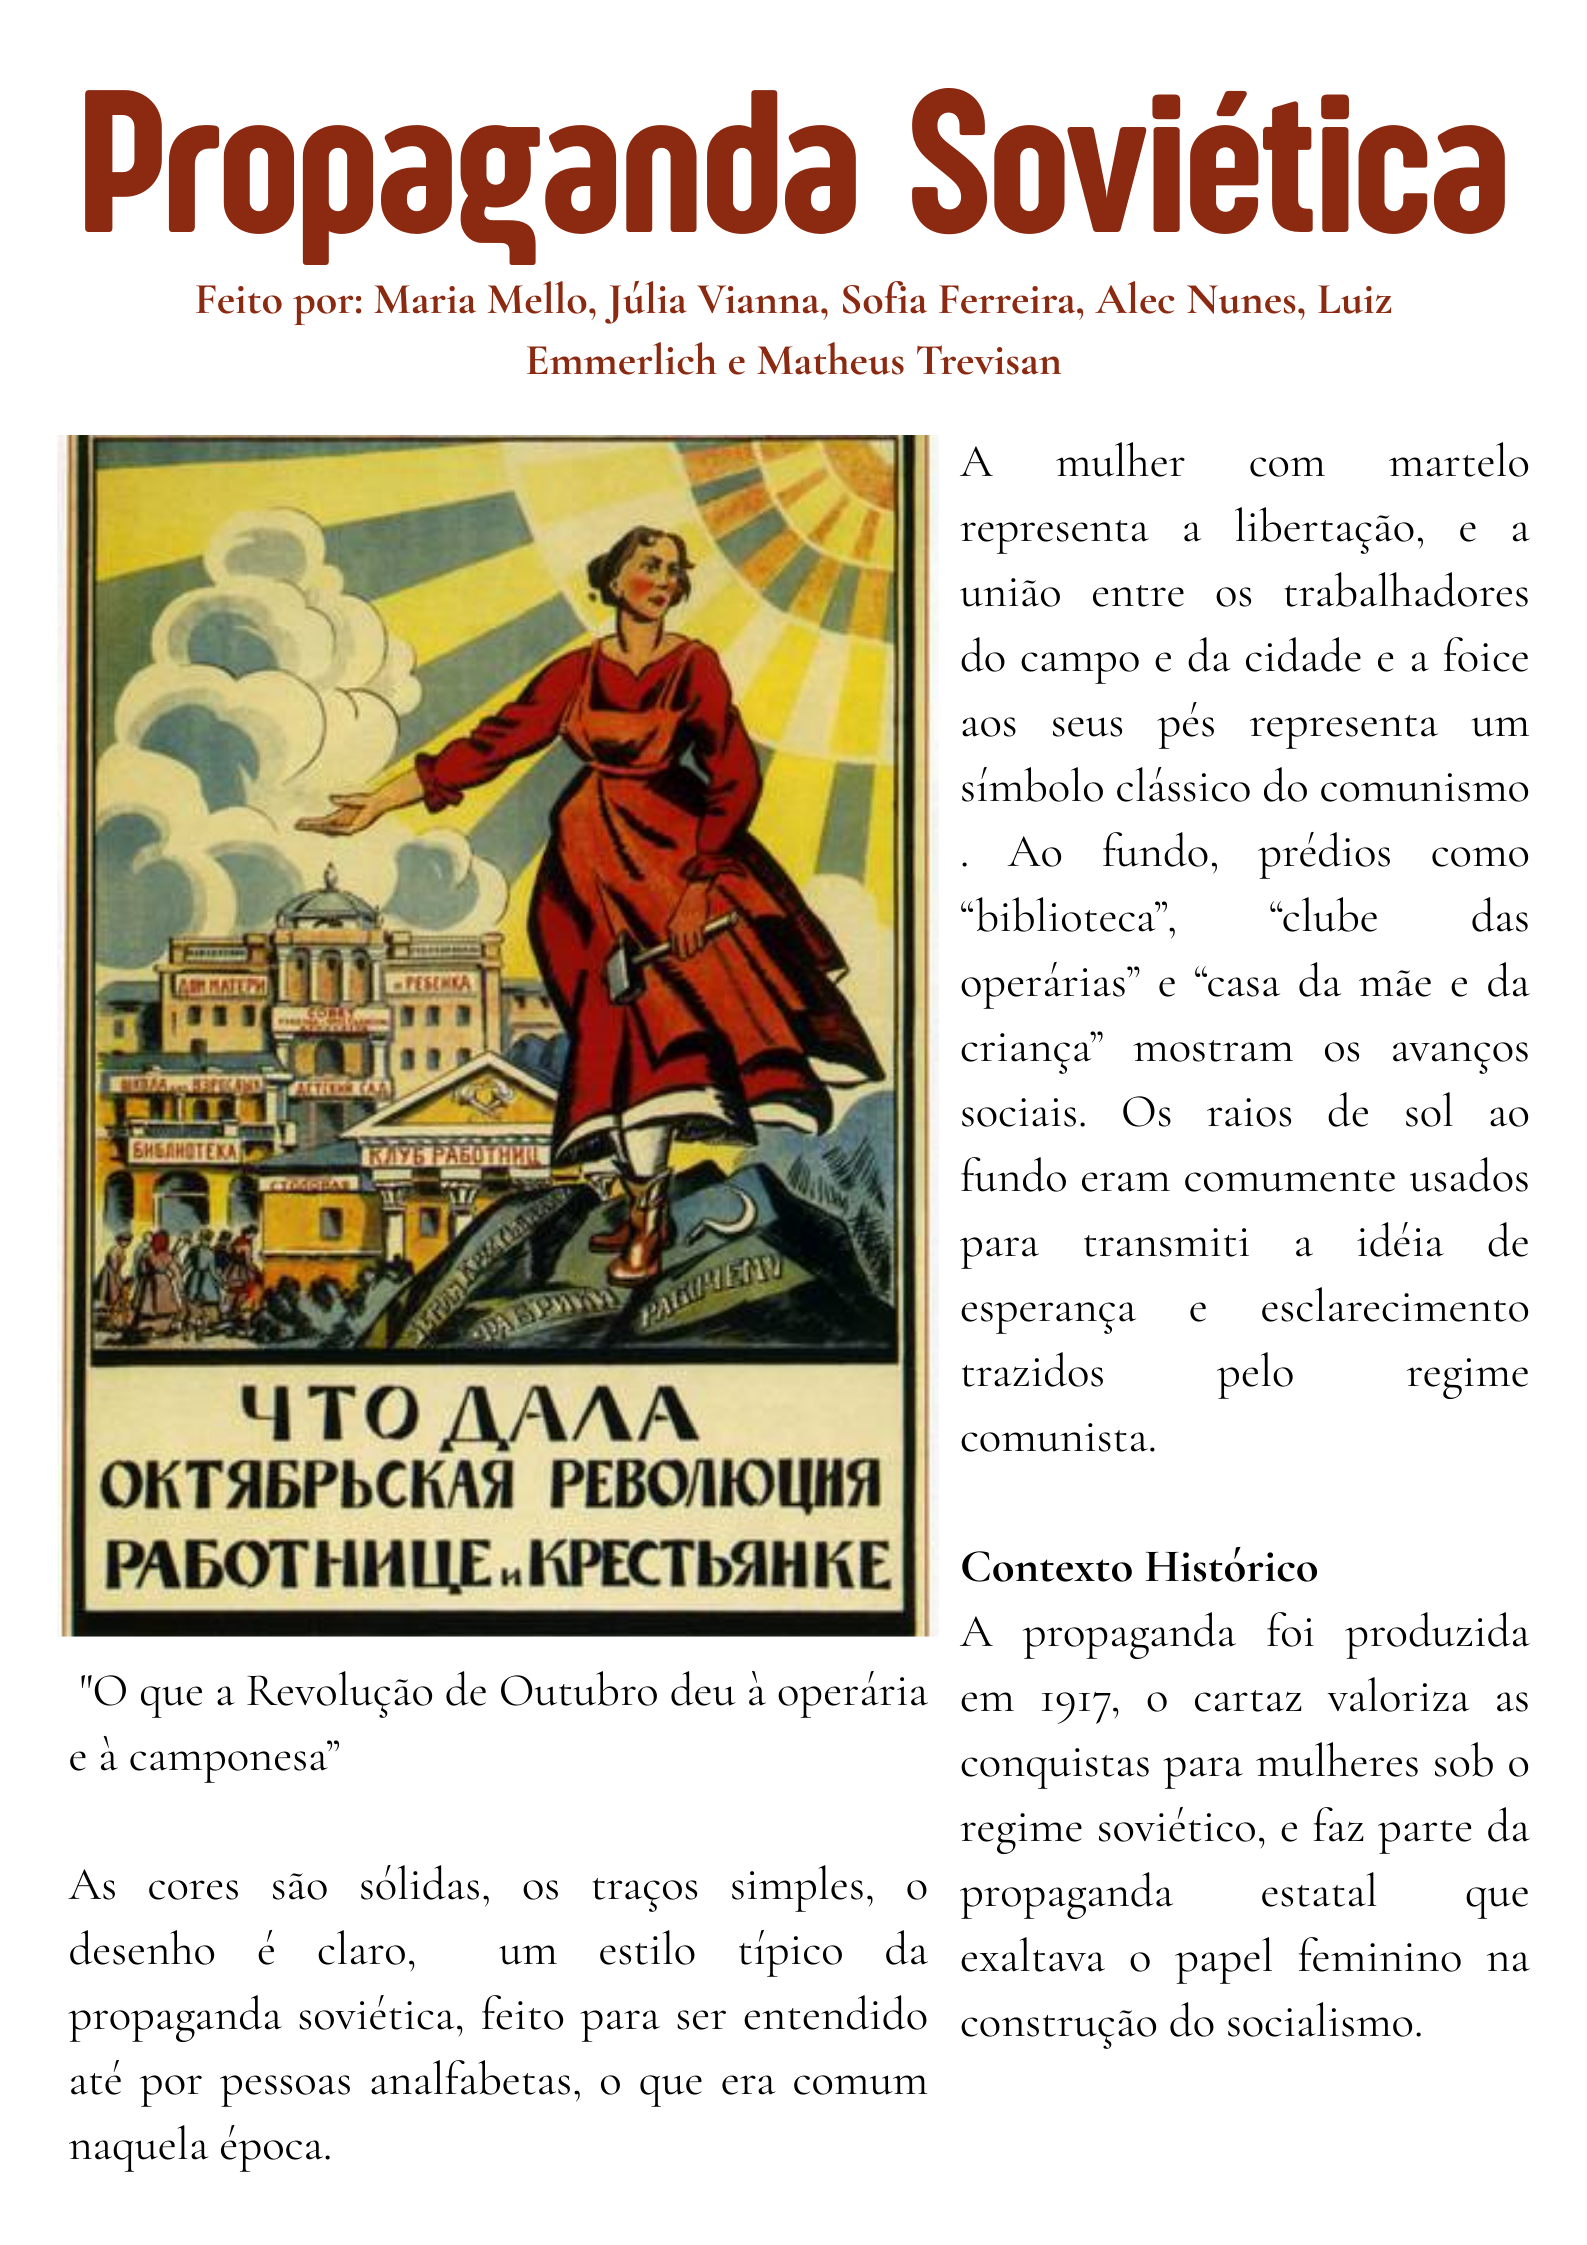 Propaganda Soviética
Feito por: Maria Mello, Júlia Vianna, Sofia Ferreira, Alec Nunes, Luiz
Emmerlich e Matheus Trevisan
ДОМ МАТЕРИ
и РЕБЕНКА
СОВЕТ
ШКОЛА ДЛЯ ВЗРОСЛЫХ
ДЕТСКИЙ САД
БИБЛИОТЕКА
КЛУБ РАБОТНИЦ
СТОЛОВАЯ
ФАБРИКИ
РАБОЧЕМУ
ЧТО ДАЛА
ОКТЯБРЬСКАЯ РЕВОЛЮЦИЯ
РАБОТНИЦЕ и КРЕСТЬЯНКЕ
"O que a Revolução de Outubro deu à operária
e à camponesa”
As cores são sólidas, os traços simples, o
desenho é claro, um estilo típico da
propaganda soviética, feito para ser entendido
até por pessoas analfabetas, o que era comum
naquela época.
A mulher com martelo
representa a libertação, e a
união entre os trabalhadores
do campo e da cidade e a foice
aos seus pés representa um
símbolo clássico do comunismo
. Ao fundo, prédios como
“biblioteca”, “clube das
operárias” e “casa da mãe e da
criança” mostram os avanços
sociais. Os raios de sol ao
fundo eram comumente usados
para transmiti a idéia de
esperança e esclarecimento
trazidos pelo regime
comunista.
Contexto Histórico
A propaganda foi produzida
em 1917, o cartaz valoriza as
conquistas para mulheres sob o
regime soviético, e faz parte da
propaganda estatal que
exaltava o papel feminino na
construção do socialismo.